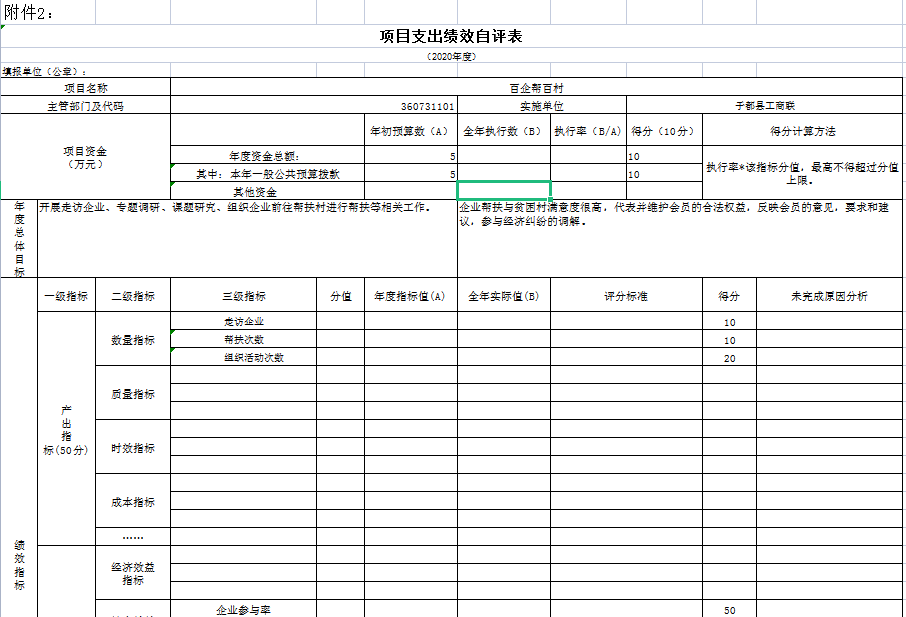 附件2：
项目支出绩效自评表
（2020年度）
填报单位（公章）：
项目名称 百企帮百村
主管部门及代码 360731101 实施单位 于都县工商联
项目资金
（万元）
年初预算数（A） 全年执行数（B） 执行率（B/A） 得分（10分） 得分计算方法
年度资金总额： 5 10
其中：本年一般公共预算拨款 5 10
其他资金
执行率*该指标分值，最高不得超过分值
上限。
年
度
总
体
目
标
开展走访企业、专题调研、课题研究、组织企业前往帮扶村进行帮扶等相关工作。
企业帮扶与贫困村满意度很高，代表并维护会员的合法权益，反映会员的意见，要求和建
议，参与经济纠纷的调解。
绩
效
指
标
一级指标 二级指标 三级指标 分值 年度指标值(A) 全年实际值(B) 评分标准 得分 未完成原因分析
产
出
指
标(50分)
数量指标
走访企业 10
帮扶次数 10
组织活动次数 20
质量指标
时效指标
成本指标
……
经济效益
指标
企业参与率 50